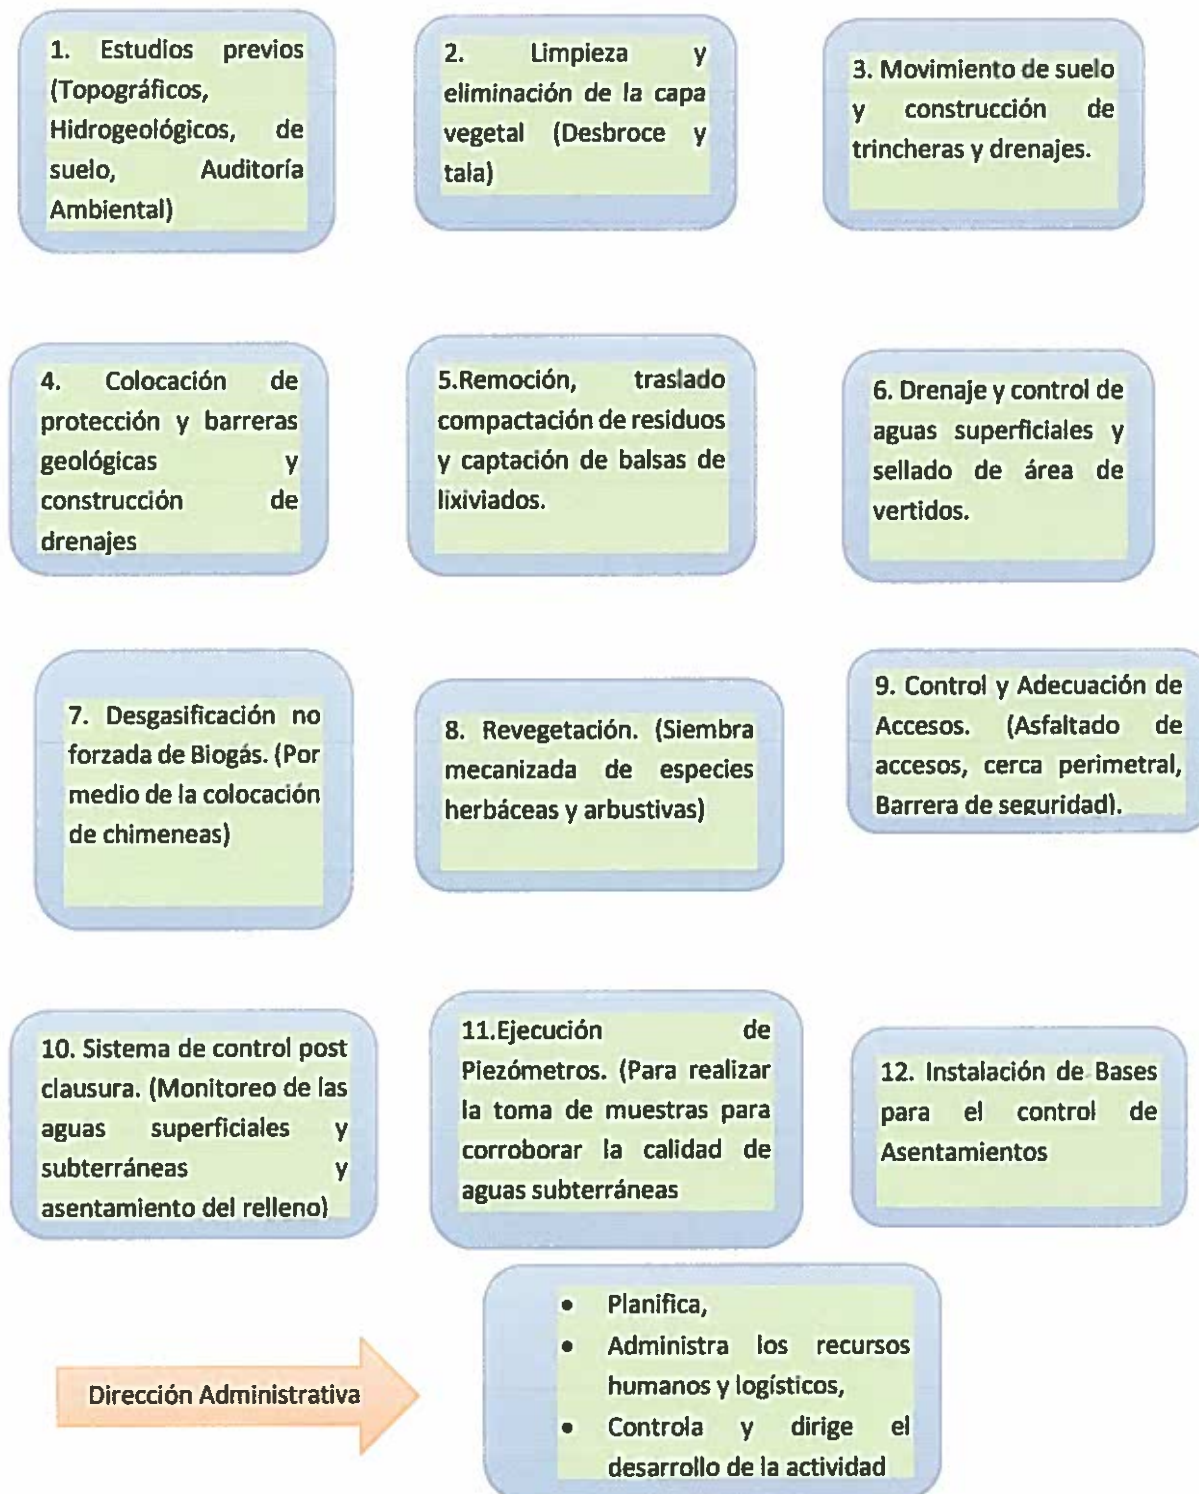 1. Estudios previos
(Topográficos,
Hidrogeológicos, de
suelo, Auditoría
Ambiental)
2. Limpieza y
eliminación de la capa
vegetal (Desbroce y
tala)
3. Movimiento de suelo
y construcción de
trincheras y drenajes.
4. Colocación de
protección y barreras
geológicas y
construcción de
drenajes
5.Remoción, traslado
compactación de residuos
y captación de balsas de
lixiviados.
6. Drenaje y control de
aguas superficiales y
sellado de área de
vertidos.
7. Desgasificación no
forzada de Biogás. (Por
medio de la colocación
de chimeneas)
8. Revegetación. (Siembra
mecanizada de especies
herbáceas y arbustivas)
9. Control y Adecuación de
Accesos. (Asfaltado de
accesos, cerca perimetral,
Barrera de seguridad).
10. Sistema de control post
clausura. (Monitoreo de las
aguas superficiales y
subterráneas y
asentamiento del relleno)
11.Ejecución de
Piezómetros. (Para realizar
la toma de muestras para
corroborar la calidad de
aguas subterráneas
12. Instalación de Bases
para el control de
Asentamientos
Dirección Administrativa
• Planifica,
• Administra los recursos
humanos y logísticos,
• Controla y dirige el
desarrollo de la actividad